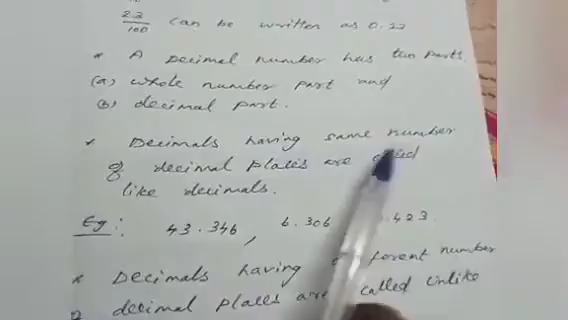 22/100 can be written as 0.22
* A decimal number has two parts.
(a) whole number part and
(b) decimal part.
* Decimals having same number
of decimal places are
like decimals.
Eg: 43.346, 6.306 .423
* Decimals having number
decimal places are called unlike